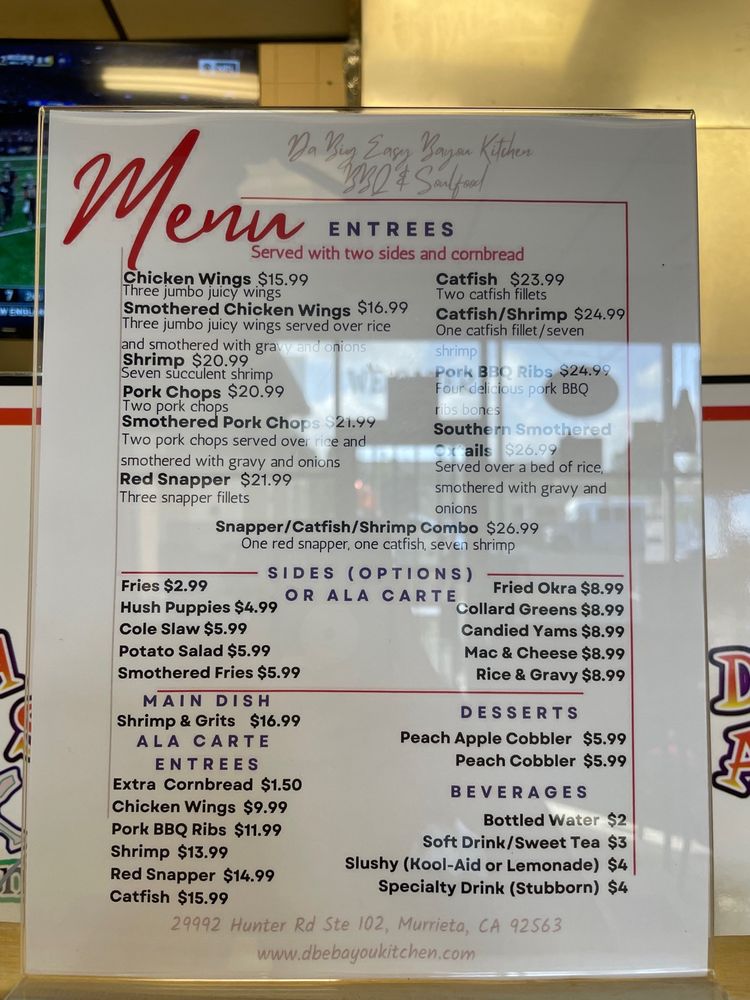 Da Big Easy Bayou Kitchen
BBQ & Soulfood
Menu
ENTREES
Served with two sides and cornbread
Chicken Wings $15.99
Three jumbo juicy wings
Smothered Chicken Wings $16.99
Three jumbo juicy wings served over rice
and smothered with gravy and onions
Shrimp $20.99
Seven succulent shrimp
Pork Chops $20.99
Two pork chops
Smothered Pork Chops $21.99
Two pork chops served over rice and
smothered with gravy and onions
Red Snapper $21.99
Three snapper fillets
Catfish $23.99
Two catfish fillets
Catfish/Shrimp $24.99
One catfish fillet/seven
shrimp
Pork BBQ Ribs $24.99
Four delicious pork BBQ
ribs bones
Southern Smothered
Oxtails $26.99
Served over a bed of rice,
smothered with gravy and
onions
Snapper/Catfish/Shrimp Combo $26.99
One red snapper, one catfish, seven shrimp
SIDES (OPTIONS)
OR ALA CARTE
Fries $2.99
Hush Puppies $4.99
Cole Slaw $5.99
Potato Salad $5.99
Smothered Fries $5.99
Fried Okra $8.99
Collard Greens $8.99
Candied Yams $8.99
Mac & Cheese $8.99
Rice & Gravy $8.99
MAIN DISH
Shrimp & Grits $16.99
ALA CARTE
ENTREES
Extra Cornbread $1.50
Chicken Wings $9.99
Pork BBQ Ribs $11.99
Shrimp $13.99
Red Snapper $14.99
Catfish $15.99
DESSERTS
Peach Apple Cobbler $5.99
Peach Cobbler $5.99
BEVERAGES
Bottled Water $2
Soft Drink/Sweet Tea $3
Slushy (Kool-Aid or Lemonade) $4
Specialty Drink (Stubborn) $4
29992 Hunter Rd Ste 102, Murrieta, CA 92563
www.dbebayoukitchen.com